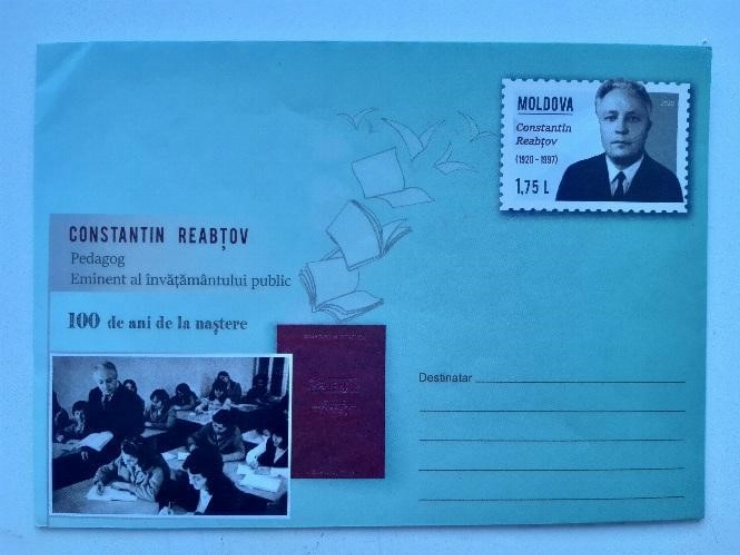 MOLDOVA
Constantin
Reabțov
(1920 - 1997)
1,75 L
CONSTANTIN REABȚOV
Pedagog
Eminent al învățământului public
100 de ani de la naștere
Destinatar